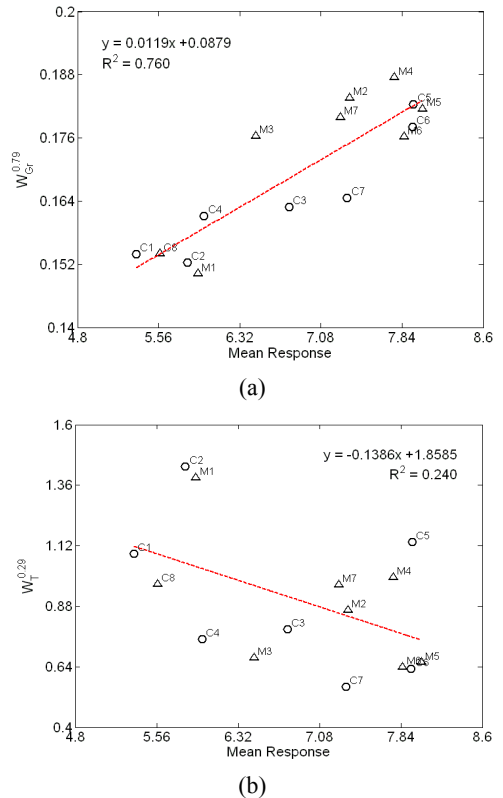 0.2
y = 0.0119x +0.0879
R² = 0.760
M4
0.188
M2
C5
M5
M7
C6
0.176
M3
M6
W_Gr^0.79
0.164
C4
C3
C7
C1
C8
C2
0.152
M1
0.14
4.8 5.56 6.32 7.08 7.84 8.6
Mean Response
(a)
1.6
y = -0.1386x +1.8585
R² = 0.240
C2
M1
1.36
C1
C5
1.12
C8
M7
M4
W_T^0.29
0.88
M2
C4
C3
M3
M5
0.64
C7
0.4
4.8 5.56 6.32 7.08 7.84 8.6
Mean Response
(b)